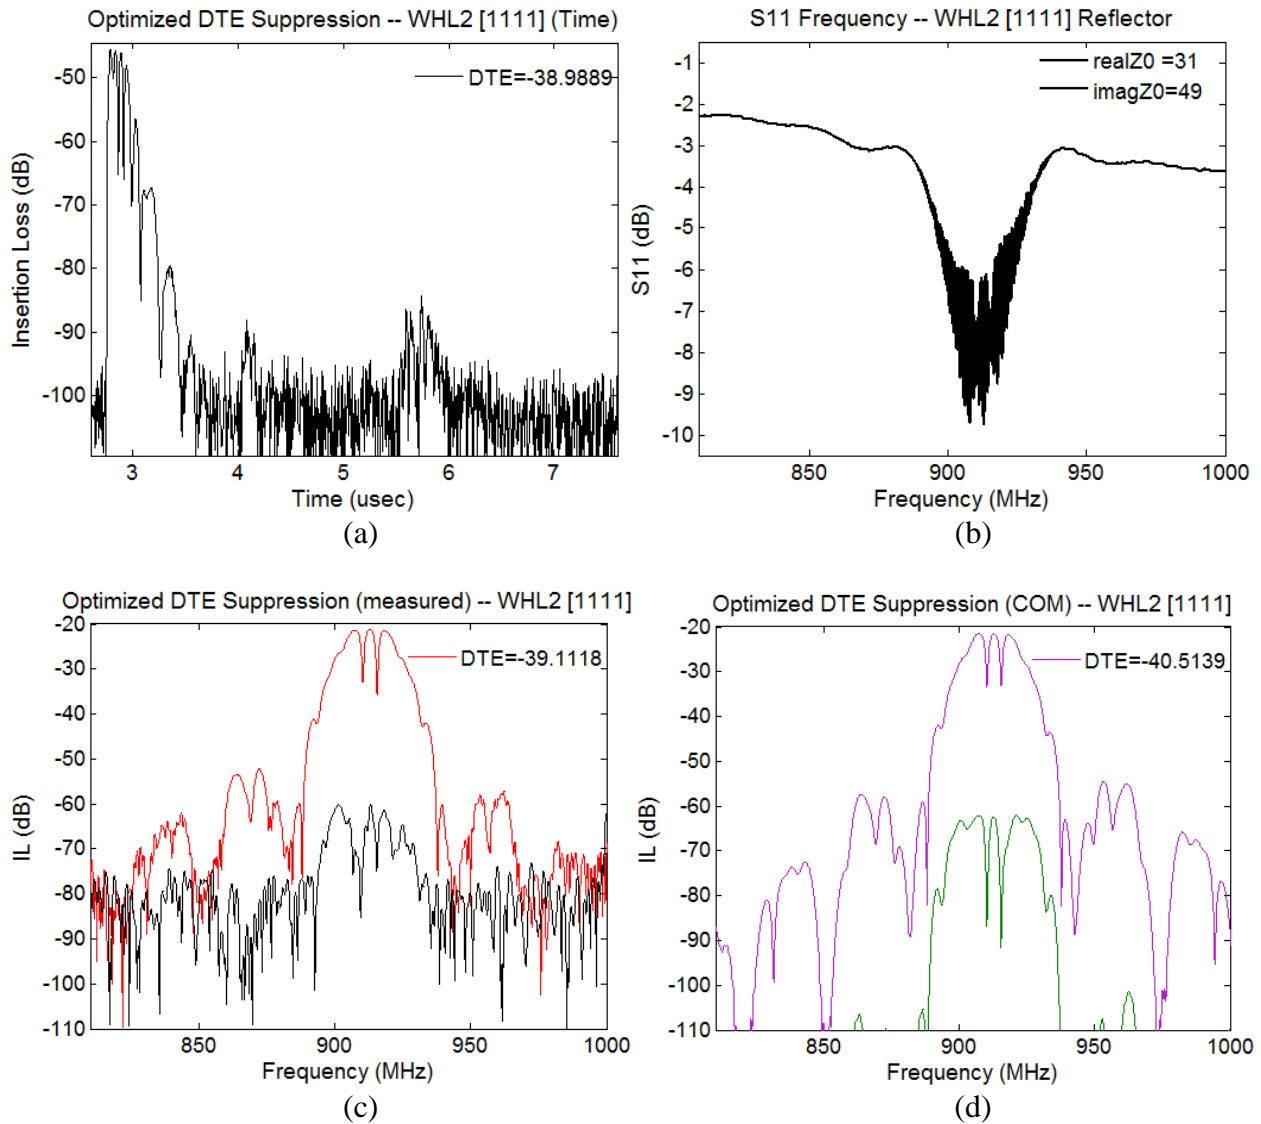 Optimized DTE Suppression -- WHL2 [1111] (Time)
DTE=-38.9889
Insertion Loss (dB)
-50
-60
-70
-80
-90
-100
3
4
5
6
7
Time (usec)
(a)
S11 Frequency -- WHL2 [1111] Reflector
realZ0 =31
imagZ0=49
S11 (dB)
-1
-2
-3
-4
-5
-6
-7
-8
-9
-10
850
900
950
1000
Frequency (MHz)
(b)
Optimized DTE Suppression (measured) -- WHL2 [1111]
DTE=-39.1118
IL (dB)
-20
-30
-40
-50
-60
-70
-80
-90
-100
-110
850
900
950
1000
Frequency (MHz)
(c)
Optimized DTE Suppression (COM) -- WHL2 [1111]
DTE=-40.5139
IL (dB)
-20
-30
-40
-50
-60
-70
-80
-90
-100
-110
850
900
950
1000
Frequency (MHz)
(d)